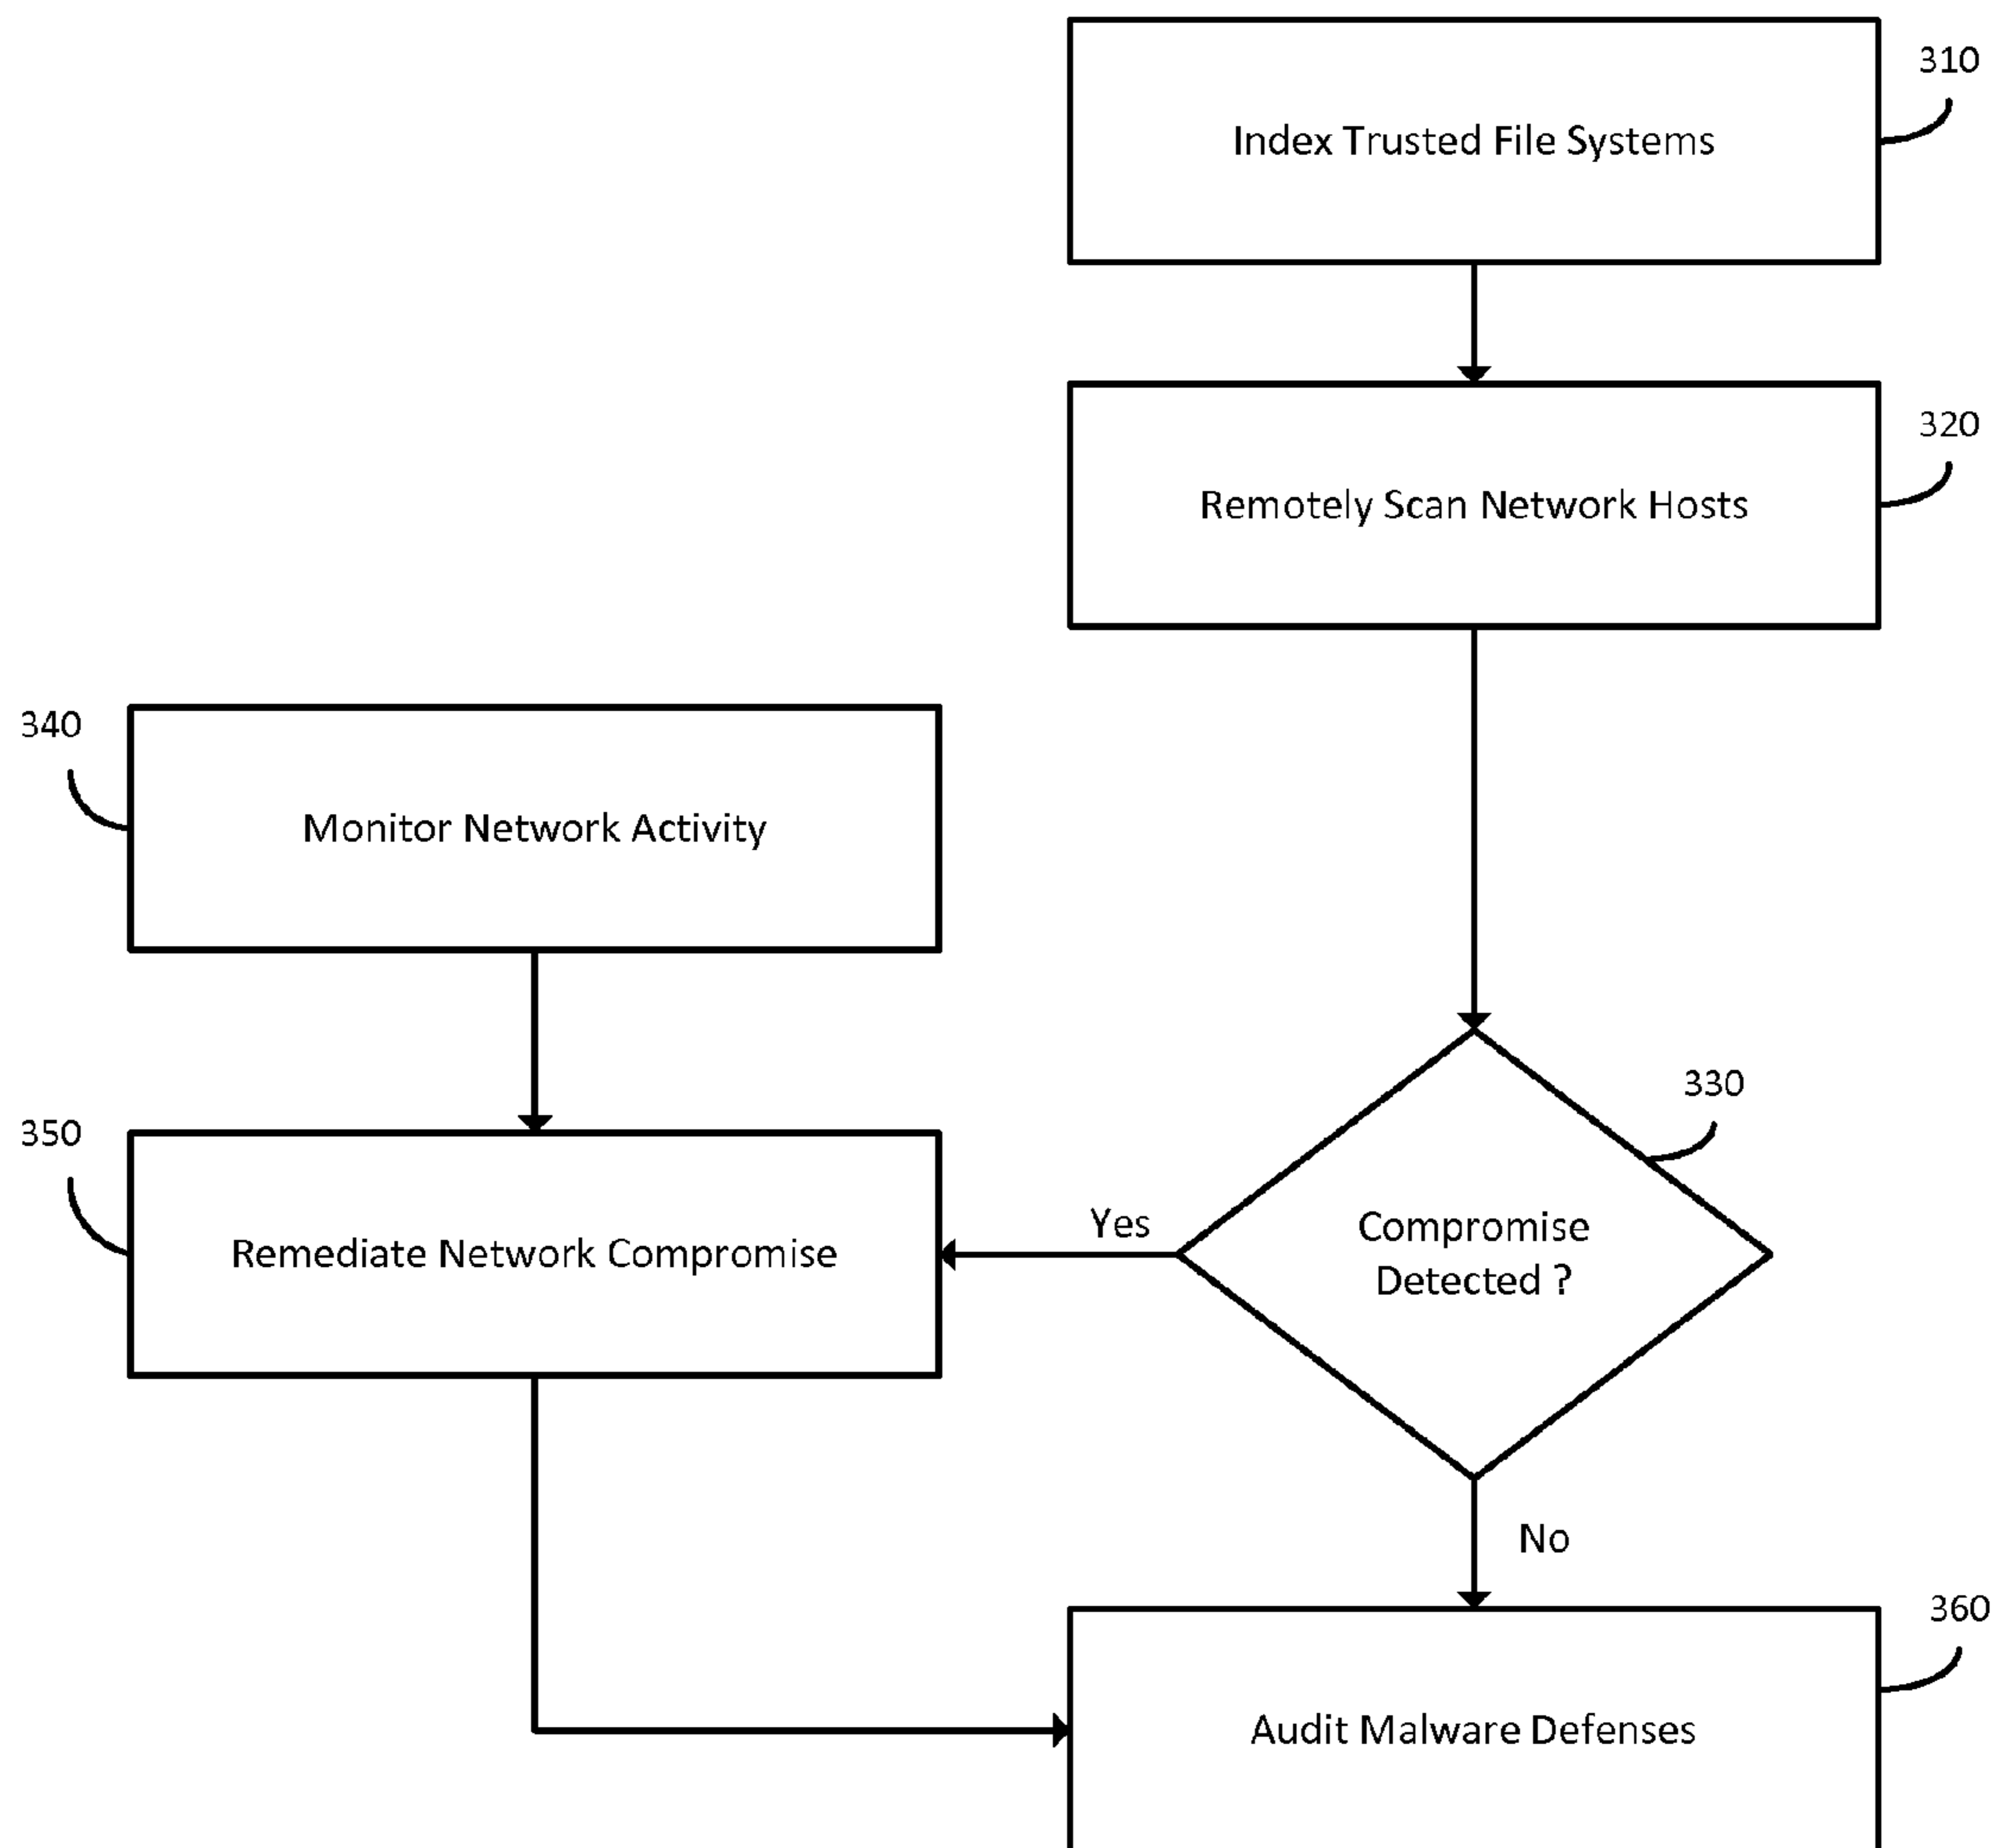 310
Index Trusted File Systems
320
Remotely Scan Network Hosts
340
Monitor Network Activity
330
350
Yes
Compromise
Detected ?
Remediate Network Compromise
No
360
Audit Malware Defenses